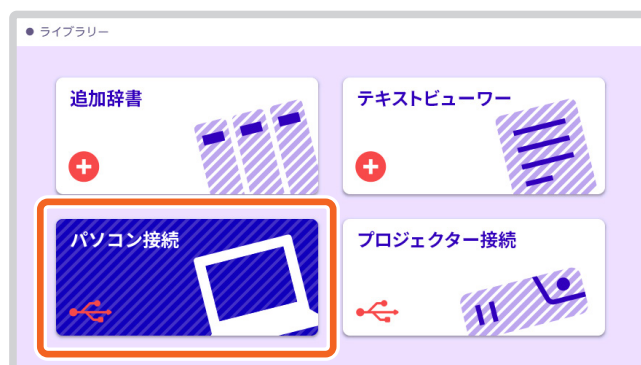 ● ライブラリー
追加辞書
テキストビューワー
パソコン接続
プロジェクター接続